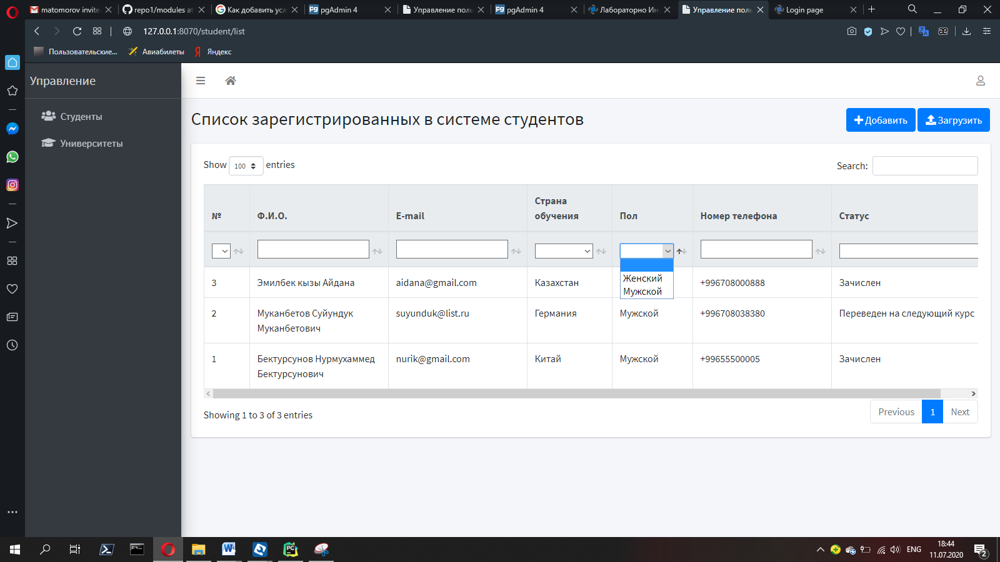 matomorov invite
repo1/modules at
Как добавить усл
pgAdmin 4
Управление поль
pgAdmin 4
Лабораторно Ин
Управление поль
Login page
127.0.0.1:8070/student/list
Пользовательские...
Авиабилеты
Яндекс
Управление
Студенты
Университеты
Список зарегистрированных в системе студентов
Добавить
Загрузить
Show 100 entries
Search:
№ Ф.И.О. E-mail Страна обучения Пол Номер телефона Статус
Женский
Мужской
3 Эмилбек кызы Айдана aidana@gmail.com Казахстан +996708000888 Зачислен
2 Муканбетов Суйундук Муканбетович suyunduk@list.ru Германия Мужской +996708038380 Переведен на следующий курс
1 Бектурсунов Нурмухаммед Бектурсунович nurik@gmail.com Китай Мужской +99655500005 Зачислен
Showing 1 to 3 of 3 entries
Previous 1 Next
ENG
18:44
11.07.2020
2